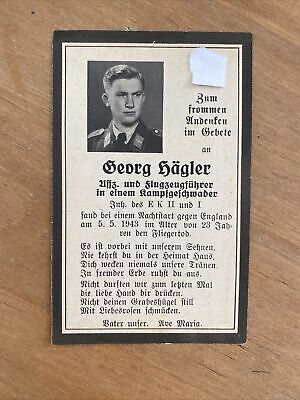 Zum
frommen
Andenken
im Gebete
an
Georg Hägler
Uffz. und Flugzeugführer
in einem Kampfgeschwader
Inh. des E K II und I
fand bei einem Nachtstart gegen England
am 5. 5. 1943 im Alter von 23 Jah-
ren den Fliegertod.
Es ist vorbei mit unserem Sehnen,
Nie kehrst du in der Heimat Haus,
Dich wecken niemals unsere Tränen,
In fremder Erde ruhst du aus.
Nicht durften wir zum letzten Mal
die liebe Hand dir drücken.
Nicht deinen Grabeshügel still
Mit Liebesrosen schmücken.
Vater unser. Ave Maria.